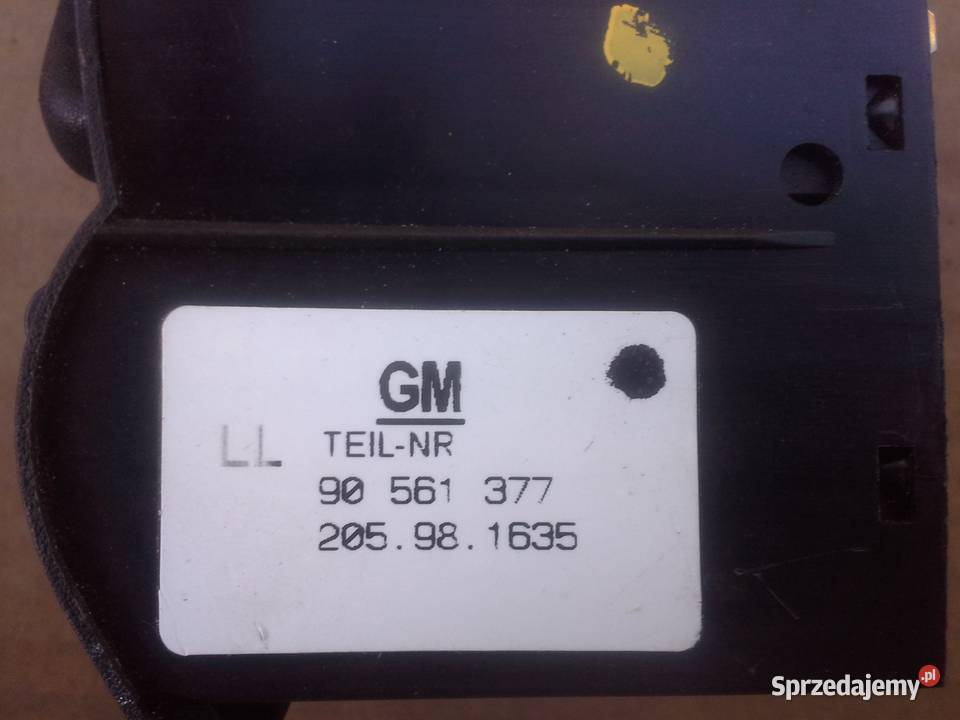 GM
LL TEIL-NR
90 561 377
205.98.1635
Sprzedajemy.pl